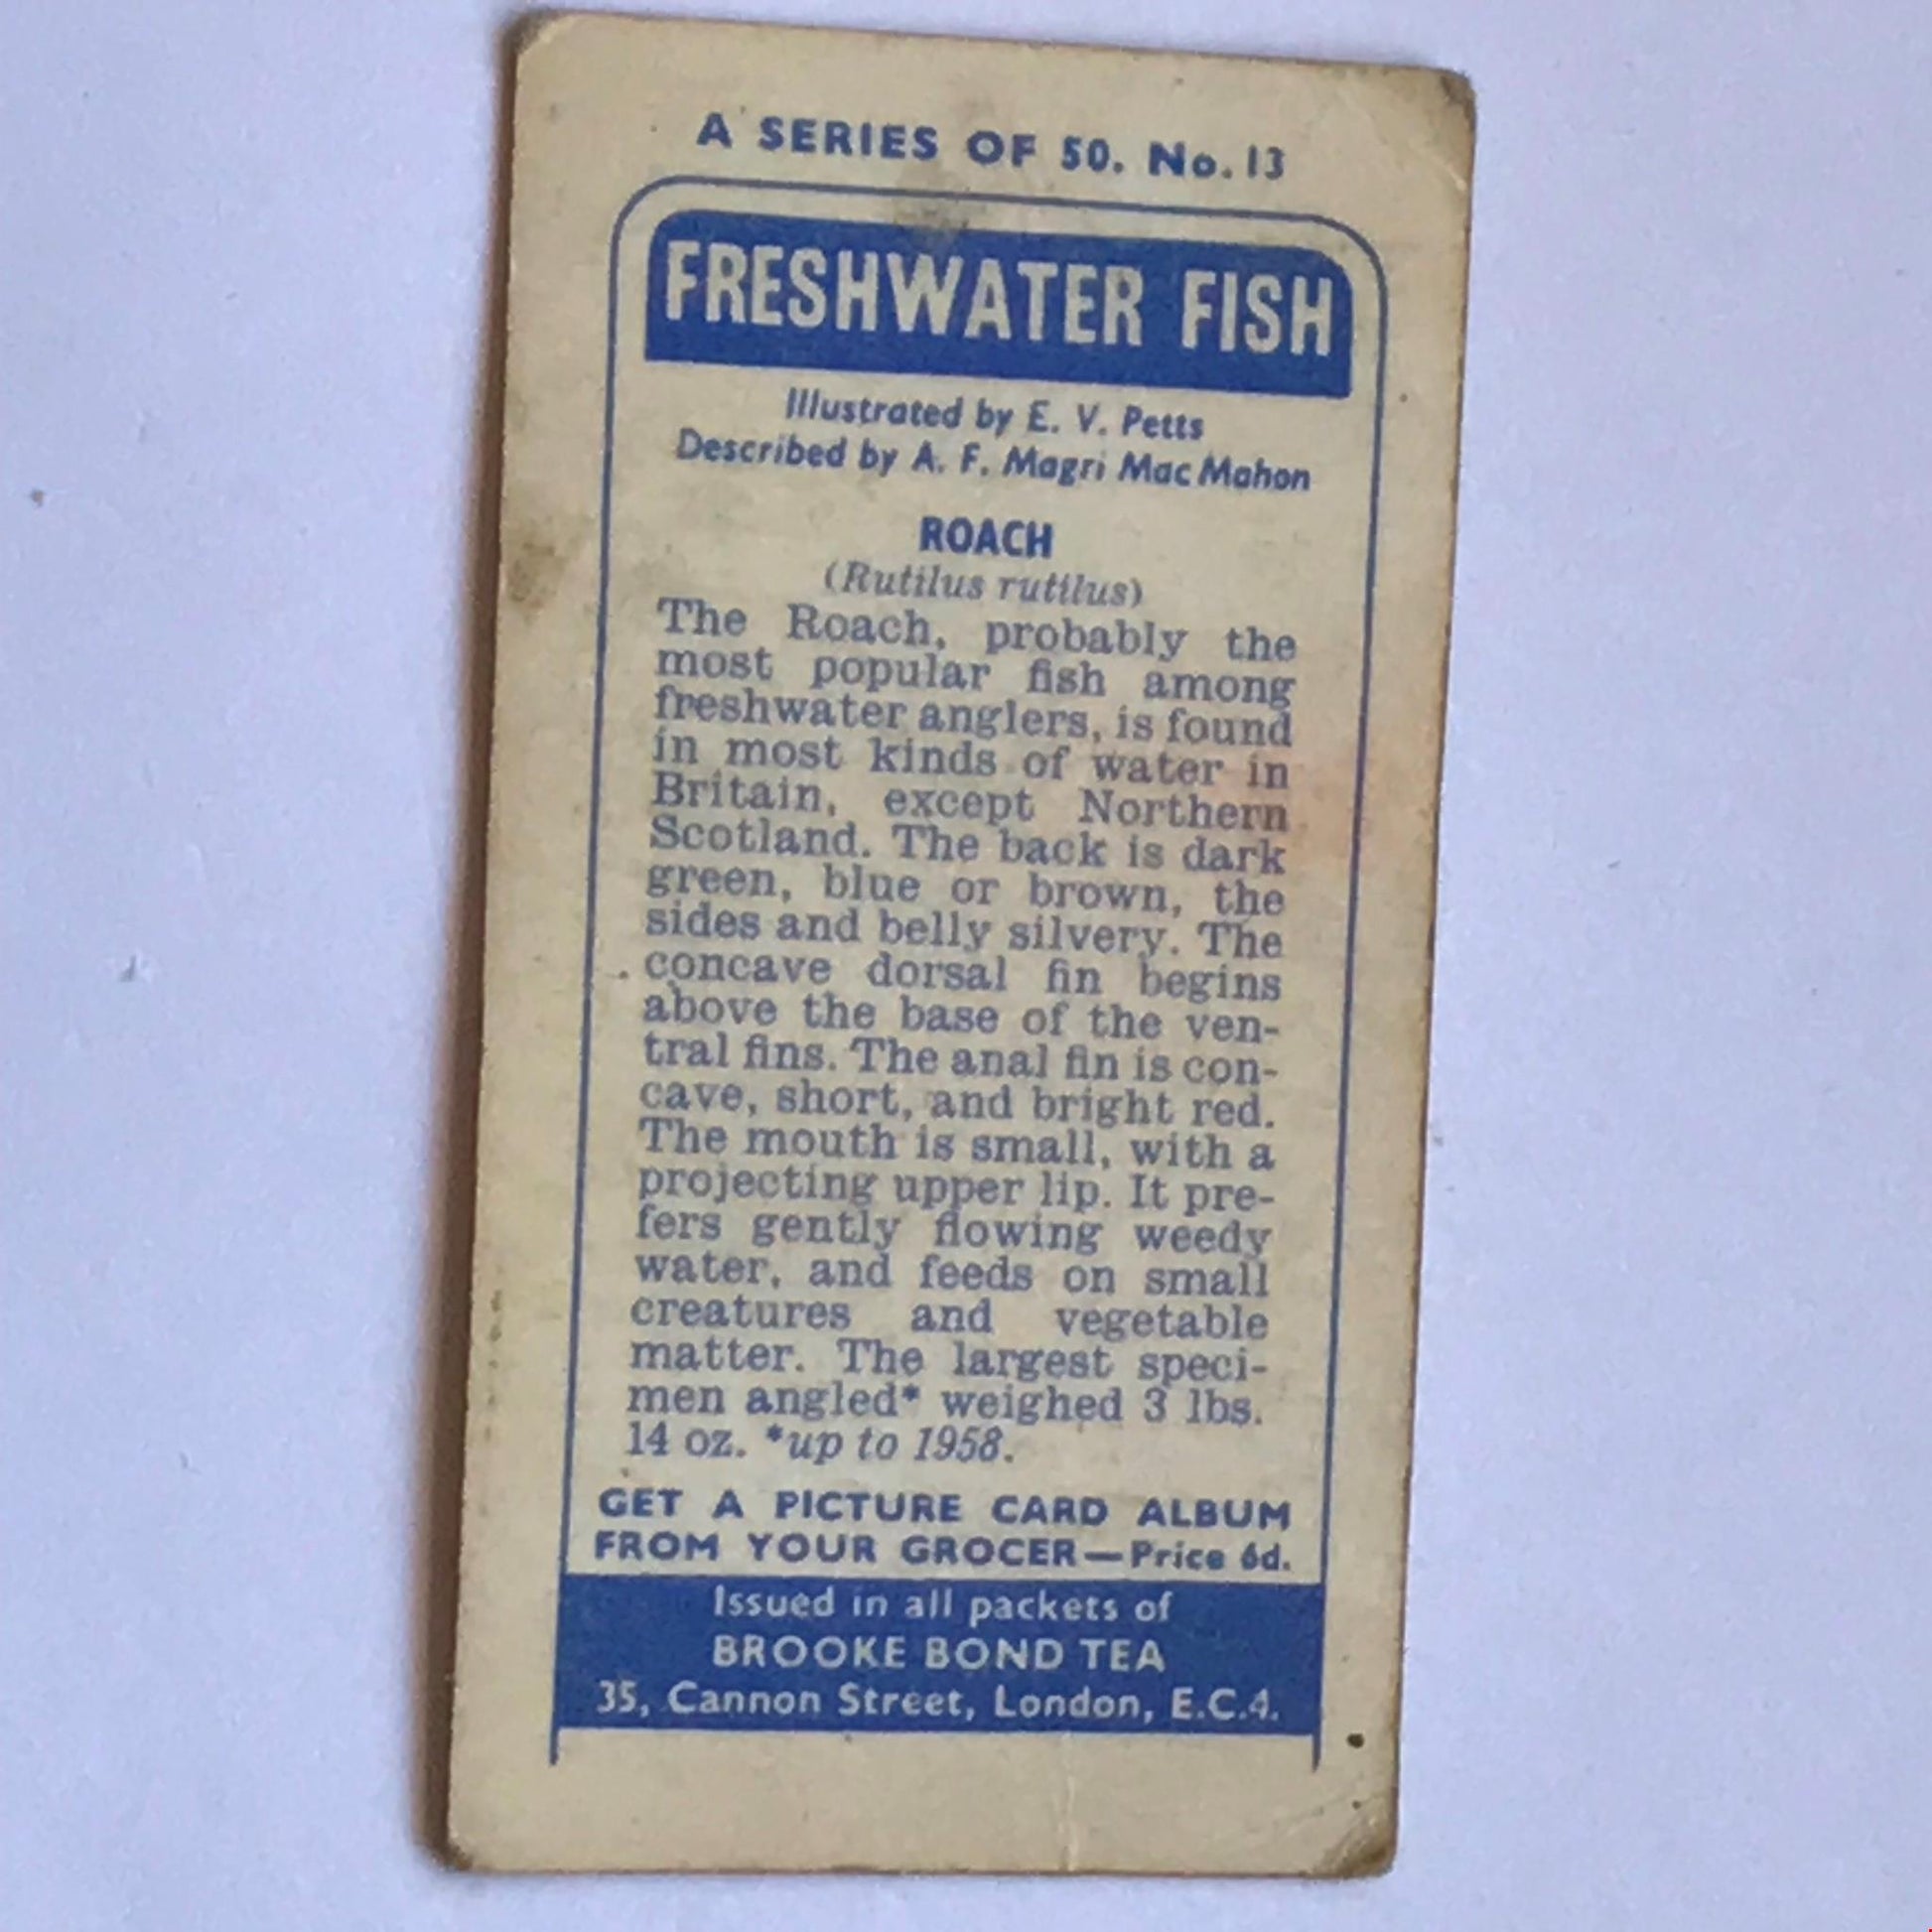 A SERIES OF 50. No. 13
FRESHWATER FISH
Illustrated by E. V. Petts
Described by A. F. Magri Mac Mahon
ROACH
(Rutilus rutilus)
The Roach, probably the
most popular fish among
freshwater anglers, is found
in most kinds of water in
Britain, except Northern
Scotland. The back is dark
green, blue or brown, the
sides and belly silvery. The
concave dorsal fin begins
above the base of the ven-
tral fins. The anal fin is con-
cave, short, and bright red.
The mouth is small, with a
projecting upper lip. It pre-
fers gently flowing weedy
water, and feeds on small
creatures and vegetable
matter. The largest speci-
men angled* weighed 3 lbs.
14 oz. *up to 1958.
GET A PICTURE CARD ALBUM
FROM YOUR GROCER—Price 6d.
Issued in all packets of
BROOKE BOND TEA
35, Cannon Street, London, E.C.4.